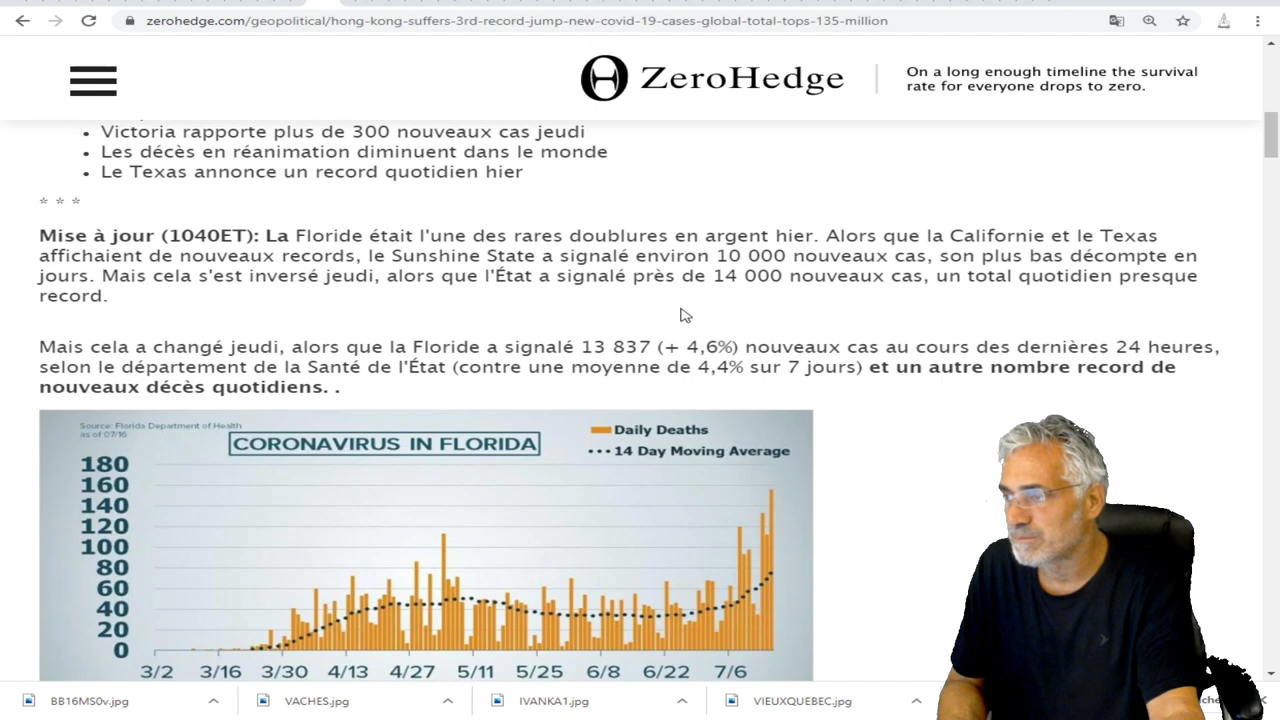 zerohedge.com/geopolitical/hong-kong-suffers-3rd-record-jump-new-covid-19-cases-global-total-tops-135-million
ZeroHedge
On a long enough timeline the survival
rate for everyone drops to zero.
• Victoria rapporte plus de 300 nouveaux cas jeudi
• Les décès en réanimation diminuent dans le monde
• Le Texas annonce un record quotidien hier
* * *
Mise à jour (1040ET): La Floride était l'une des rares doublures en argent hier. Alors que la Californie et le Texas
affichaient de nouveaux records, le Sunshine State a signalé environ 10 000 nouveaux cas, son plus bas décompte en
jours. Mais cela s'est inversé jeudi, alors que l'État a signalé près de 14 000 nouveaux cas, un total quotidien presque
record.
Mais cela a changé jeudi, alors que la Floride a signalé 13 837 (+ 4,6%) nouveaux cas au cours des dernières 24 heures,
selon le département de la Santé de l'État (contre une moyenne de 4,4% sur 7 jours) et un autre nombre record de
nouveaux décès quotidiens. .
Source: Florida Department of Health
as of 07/16
CORONAVIRUS IN FLORIDA
Daily Deaths
14 Day Moving Average
180
160
140
120
100
80
60
40
20
0
3/2 3/16 3/30 4/13 4/27 5/11 5/25 6/8 6/22 7/6
BB16MS0v.jpg VACHES.jpg IVANKA1.jpg VIEUXQUEBEC.jpg